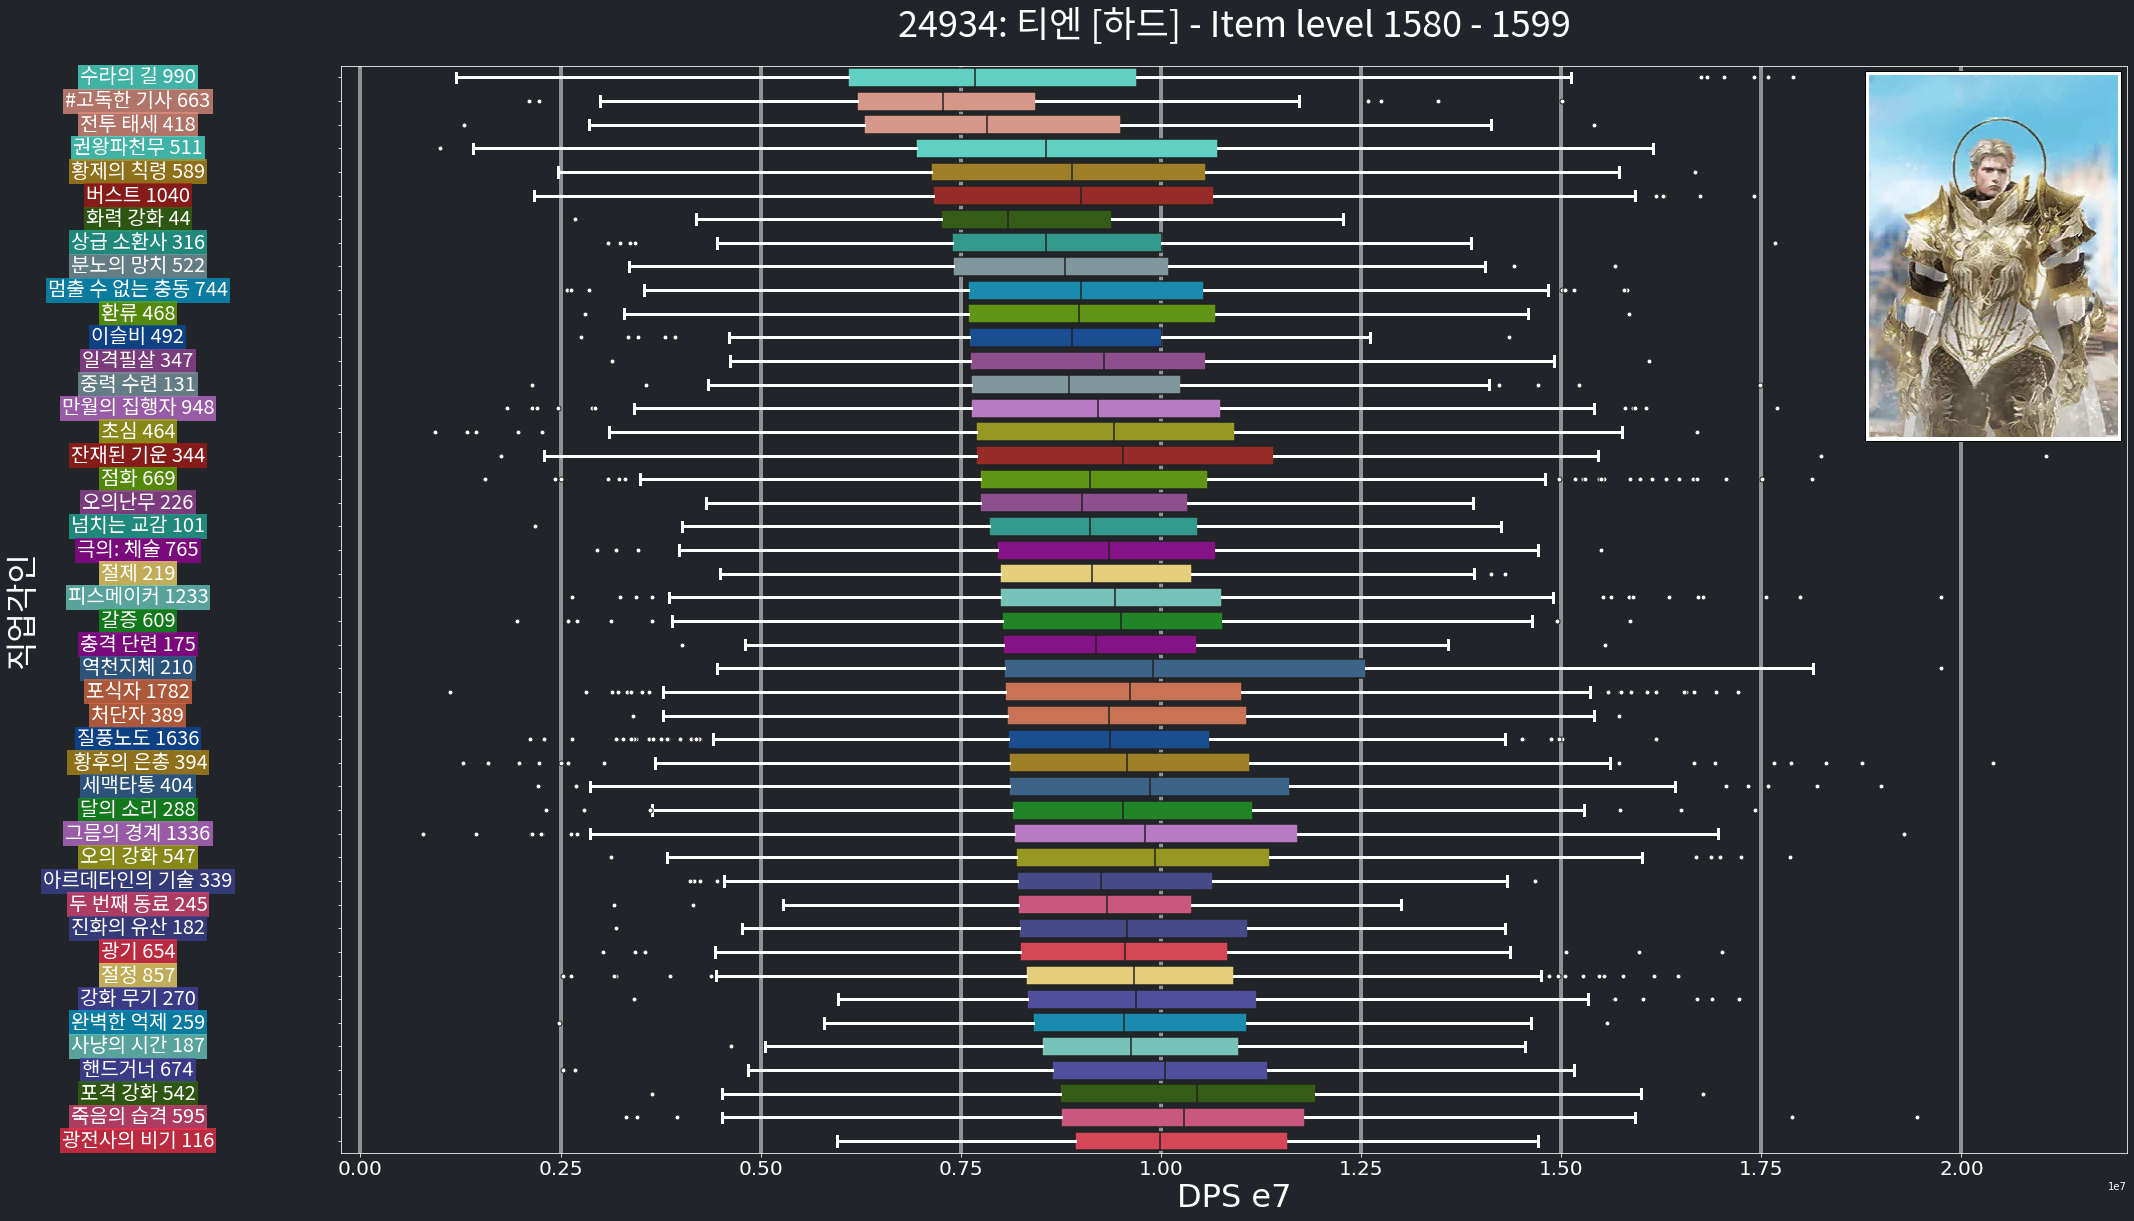 24934: 티엔 [하드] - Item level 1580 - 1599
수라의 길 990
#고독한 기사 663
전투 태세 418
권왕파천무 511
황제의 칙령 589
버스트 1040
화력 강화 44
상급 소환사 316
분노의 망치 522
멈출 수 없는 충동 744
환류 468
이슬비 492
일격필살 347
중력 수련 131
만월의 집행자 948
초심 464
잔재된 기운 344
점화 669
오의난무 226
넘치는 교감 101
극의: 체술 765
절제 219
피스메이커 1233
갈증 609
충격 단련 175
역천지체 210
포식자 1782
처단자 389
질풍노도 1636
황후의 은총 394
세맥타통 404
달의 소리 288
그믐의 경계 1336
오의 강화 547
아르데타인의 기술 339
두 번째 동료 245
진화의 유산 182
광기 654
절정 857
강화 무기 270
완벽한 억제 259
사냥의 시간 187
핸드거너 674
포격 강화 542
죽음의 습격 595
광전사의 비기 116
직업각인
0.00 0.25 0.50 0.75 1.00 1.25 1.50 1.75 2.00
DPS e7
1e7